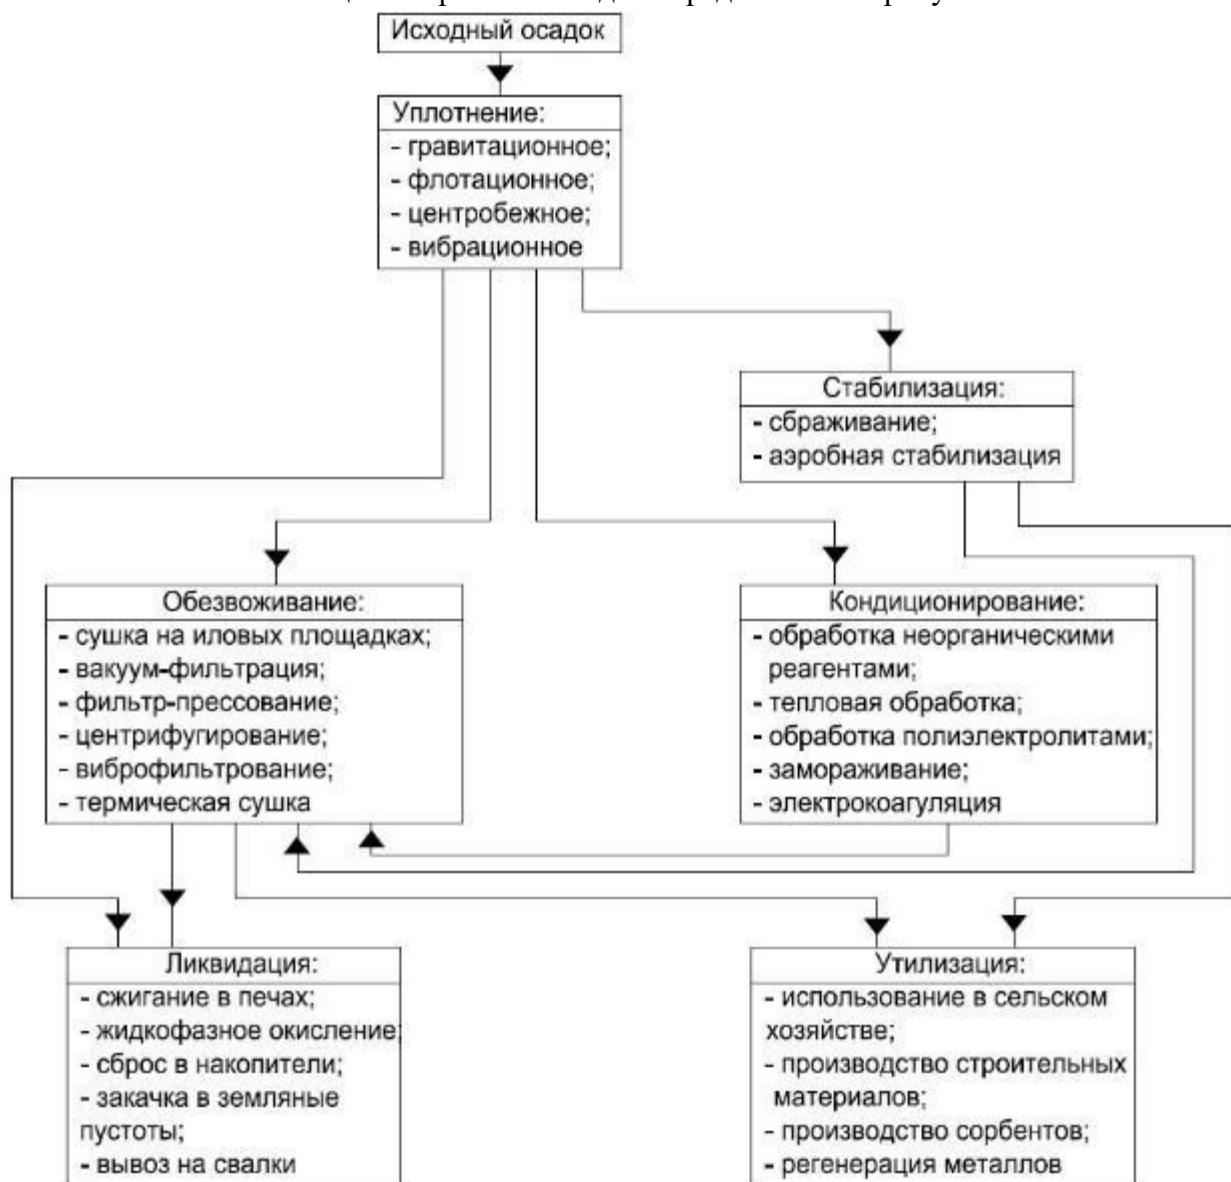 Исходный осадок
Уплотнение:
- гравитационное;
- флотационное;
- центробежное;
- вибрационное
Стабилизация:
- сбраживание;
- аэробная стабилизация
Обезвоживание:
- сушка на иловых площадках;
- вакуум-фильтрация;
- фильтр-прессование;
- центрифугирование;
- виброфильтрование;
- термическая сушка
Кондиционирование:
- обработка неорганическими
реагентами;
- тепловая обработка;
- обработка полиэлектролитами;
- замораживание;
- электрокоагуляция
Ликвидация:
- сжигание в печах;
- жидкофазное окисление;
- сброс в накопители;
- закачка в земляные
пустоты;
- вывоз на свалки
Утилизация:
- использование в сельском
хозяйстве;
- производство строительных
материалов;
- производство сорбентов;
- регенерация металлов